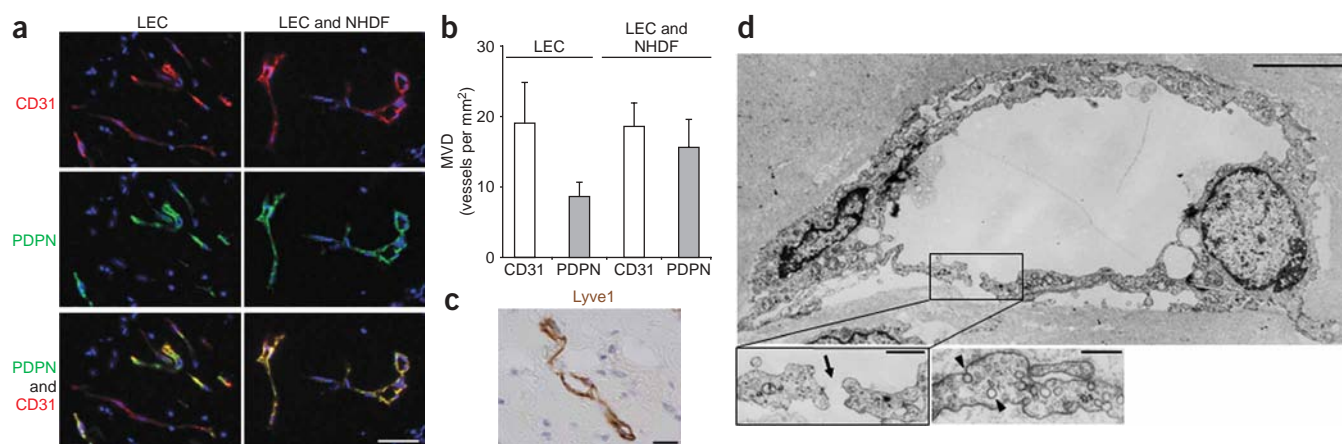 a
LEC
LEC and NHDF
CD31
PDPN
PDPN
and
CD31
b
MVD
(vessels per mm²)
30
20
10
0
LEC
LEC and
NHDF
CD31
PDPN
CD31
PDPN
c
Lyve1
d